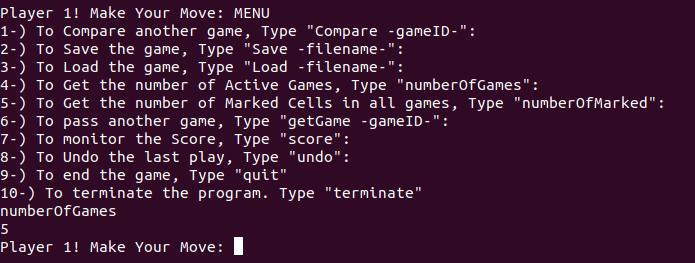 Player 1! Make Your Move: MENU
1-) To Compare another game, Type "Compare -gameID-":
2-) To Save the game, Type "Save -filename-":
3-) To Load the game, Type "Load -filename-":
4-) To Get the number of Active Games, Type "numberOfGames":
5-) To Get the number of Marked Cells in all games, Type "numberOfMarked":
6-) To pass another game, Type "getGame -gameID-":
7-) To monitor the Score, Type "score":
8-) To Undo the last play, Type "undo":
9-) To end the game, Type "quit"
10-) To terminate the program. Type "terminate"
numberOfGames
5
Player 1! Make Your Move: